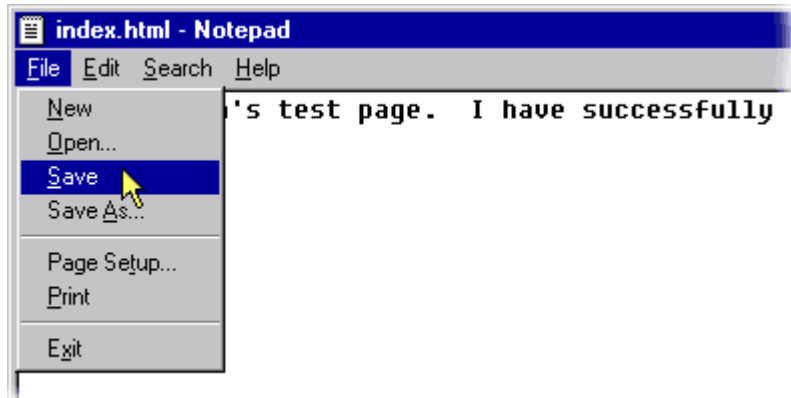 index.html - Notepad
File Edit Search Help
New
Open...
Save
Save As...
Page Setup...
Print
Exit
's test page.  I have successfully